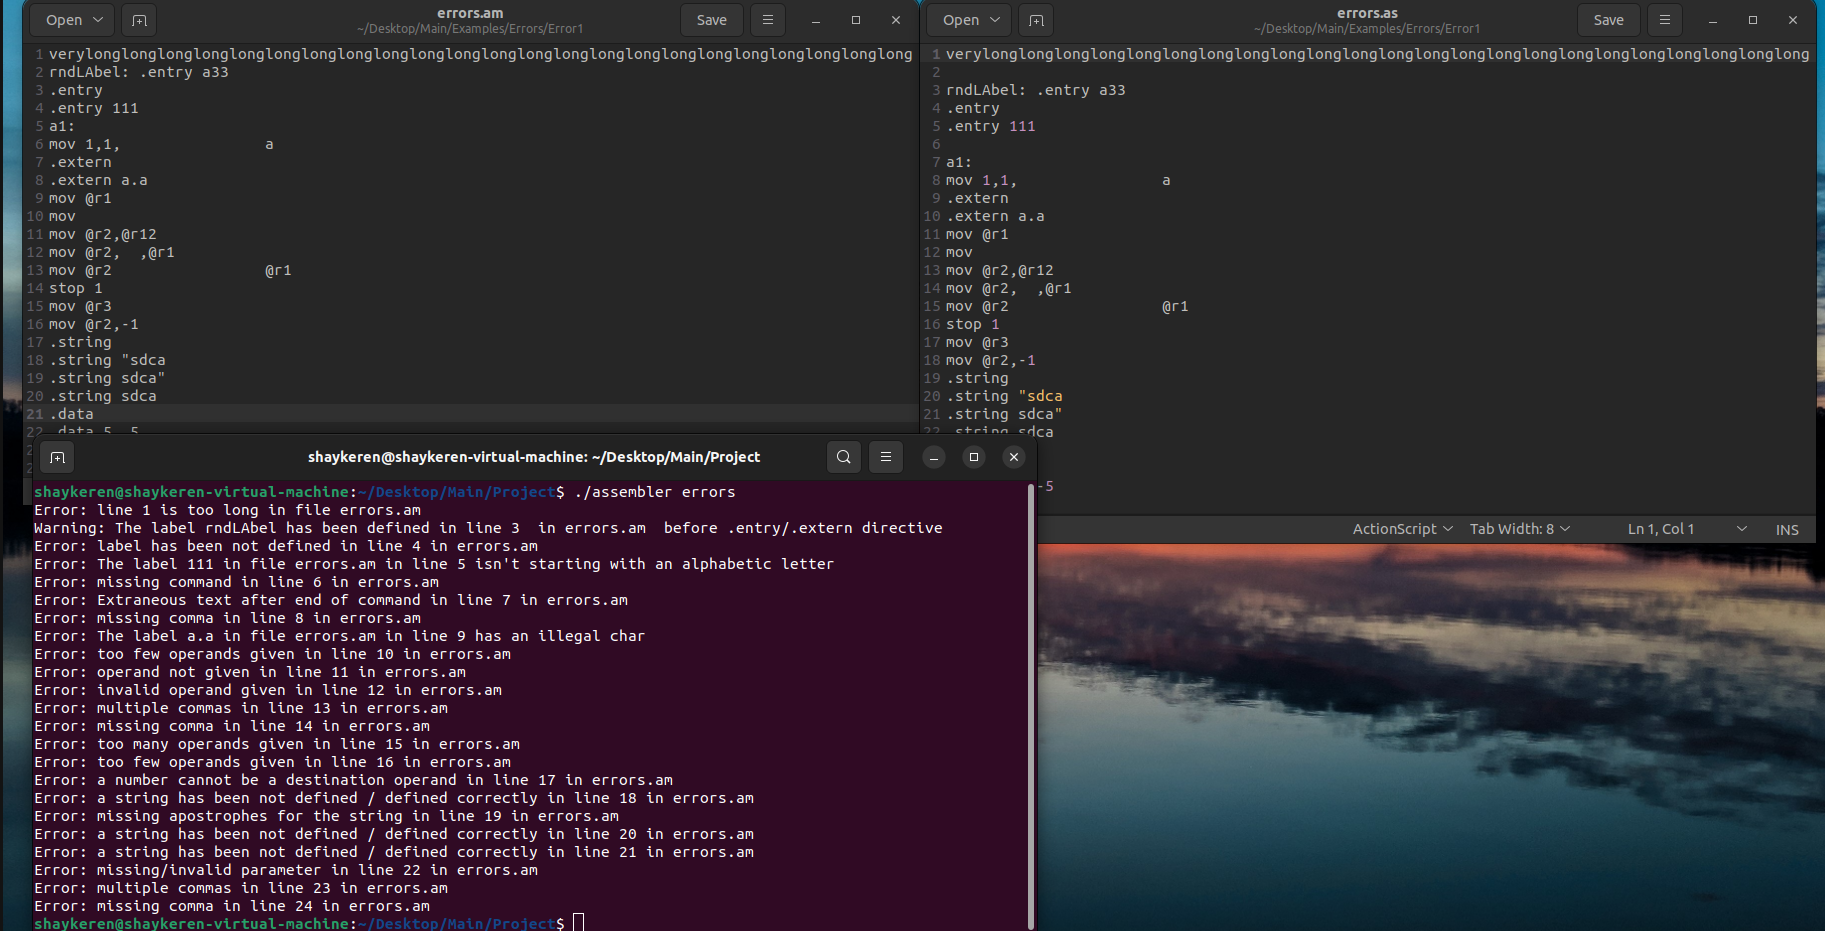 Open
errors.am
~/Desktop/Main/Examples/Errors/Error1
Save
1 verylonglonglonglonglonglonglonglonglonglonglonglonglonglonglonglonglonglonglonglonglonglonglong
2 rndLAbel: .entry a33
3 .entry
4 .entry 111
5 a1:
6 mov 1,1, a
7 .extern
8 .extern a.a
9 mov @r1
10 mov
11 mov @r2,@r12
12 mov @r2, ,@r1
13 mov @r2 @r1
14 stop 1
15 mov @r3
16 mov @r2,-1
17 .string
18 .string "sdca
19 .string sdca"
20 .string sdca
21 .data
22 .data 5, 5
Open
errors.as
~/Desktop/Main/Examples/Errors/Error1
Save
1 verylonglonglonglonglonglonglonglonglonglonglonglonglonglonglonglonglonglonglonglonglonglonglong
2
3 rndLAbel: .entry a33
4 .entry
5 .entry 111
6
7 a1:
8 mov 1,1, a
9 .extern
10 .extern a.a
11 mov @r1
12 mov
13 mov @r2,@r12
14 mov @r2, ,@r1
15 mov @r2 @r1
16 stop 1
17 mov @r3
18 mov @r2,-1
19 .string
20 .string "sdca
21 .string sdca"
22 .string sdca
-5
ActionScript Tab Width: 8 Ln 1, Col 1 INS
shaykeren@shaykeren-virtual-machine: ~/Desktop/Main/Project
shaykeren@shaykeren-virtual-machine:~/Desktop/Main/Project$ ./assembler errors
Error: line 1 is too long in file errors.am
Warning: The label rndLAbel has been defined in line 3  in errors.am  before .entry/.extern directive
Error: label has been not defined in line 4 in errors.am
Error: The label 111 in file errors.am in line 5 isn't starting with an alphabetic letter
Error: missing command in line 6 in errors.am
Error: Extraneous text after end of command in line 7 in errors.am
Error: missing comma in line 8 in errors.am
Error: The label a.a in file errors.am in line 9 has an illegal char
Error: too few operands given in line 10 in errors.am
Error: operand not given in line 11 in errors.am
Error: invalid operand given in line 12 in errors.am
Error: multiple commas in line 13 in errors.am
Error: missing comma in line 14 in errors.am
Error: too many operands given in line 15 in errors.am
Error: too few operands given in line 16 in errors.am
Error: a number cannot be a destination operand in line 17 in errors.am
Error: a string has been not defined / defined correctly in line 18 in errors.am
Error: missing apostrophes for the string in line 19 in errors.am
Error: a string has been not defined / defined correctly in line 20 in errors.am
Error: a string has been not defined / defined correctly in line 21 in errors.am
Error: missing/invalid parameter in line 22 in errors.am
Error: multiple commas in line 23 in errors.am
Error: missing comma in line 24 in errors.am
shaykeren@shaykeren-virtual-machine:~/Desktop/Main/Project$